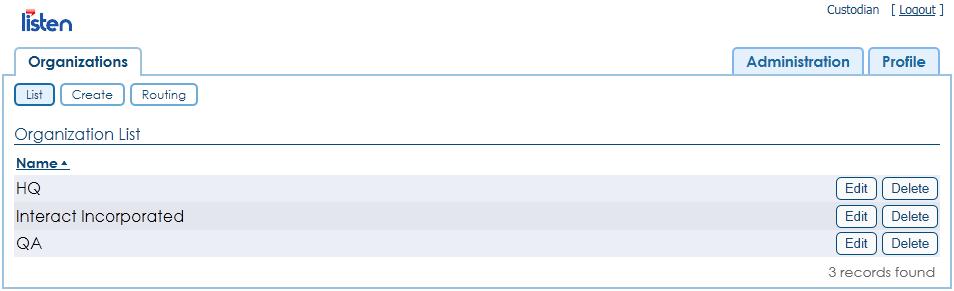 Custodian [ Logout ]
listen
Organizations Administration Profile
List Create Routing
Organization List
Name
HQ Edit Delete
Interact Incorporated Edit Delete
QA Edit Delete
3 records found